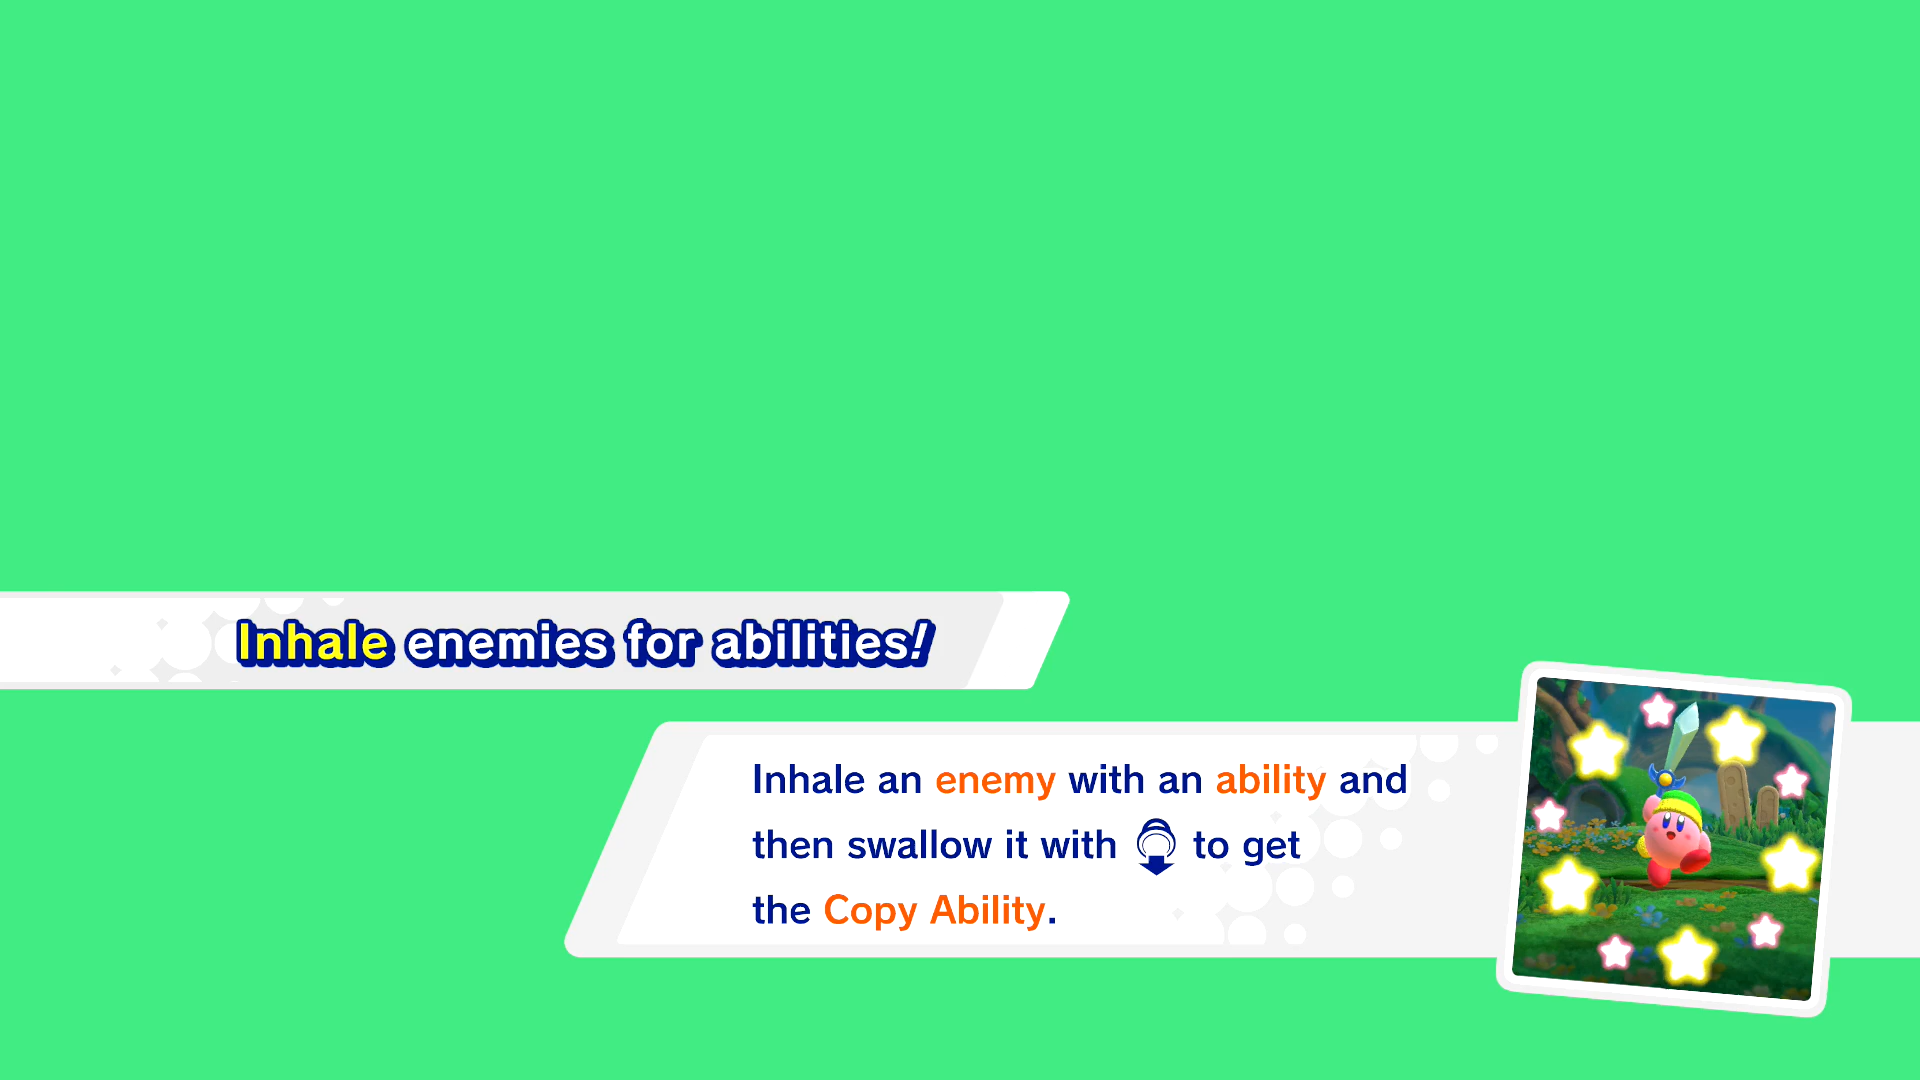 Inhale enemies for abilities!
Inhale an enemy with an ability and
then swallow it with to get
the Copy Ability.